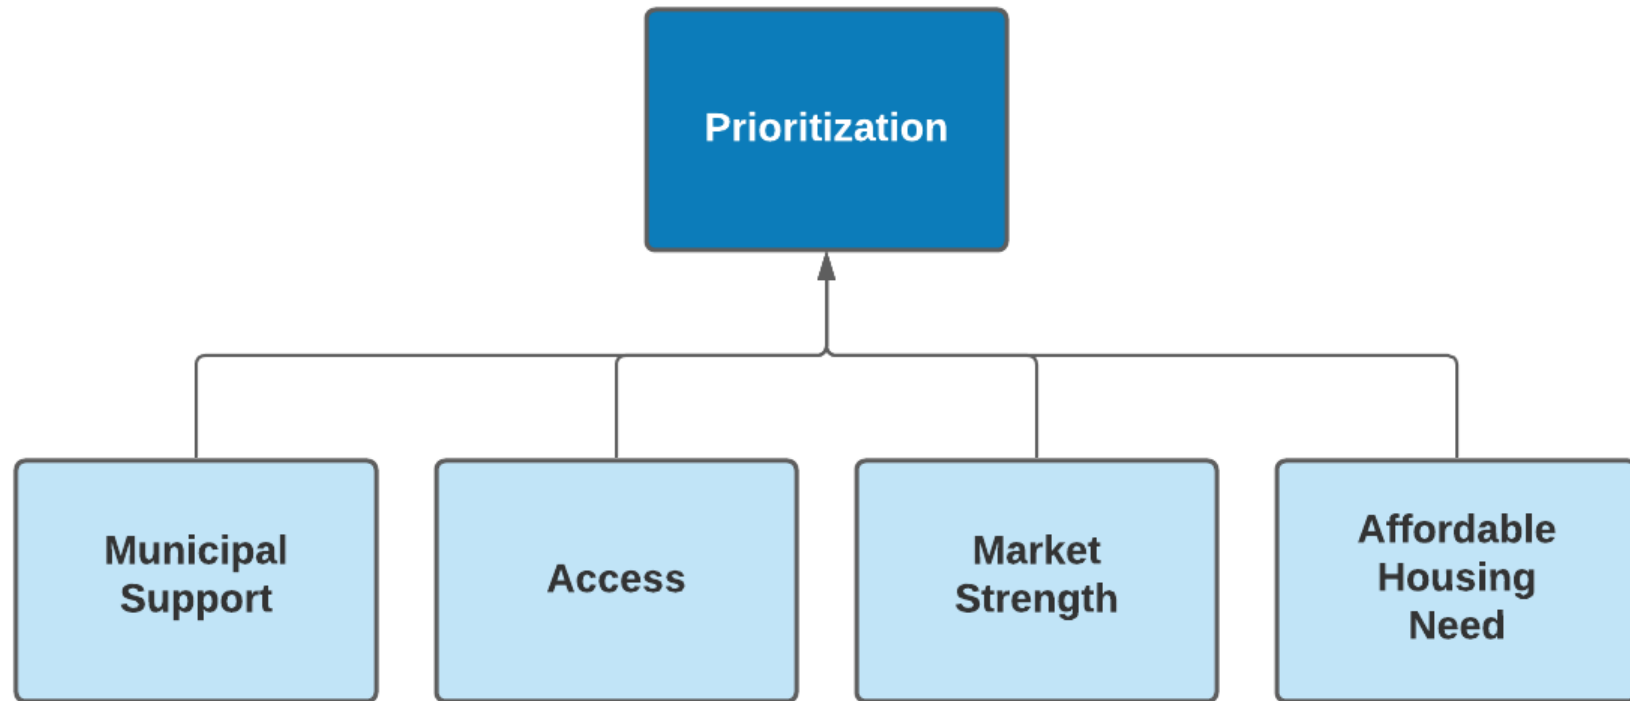 Prioritization
Municipal
Support
Access
Market
Strength
Affordable
Housing
Need